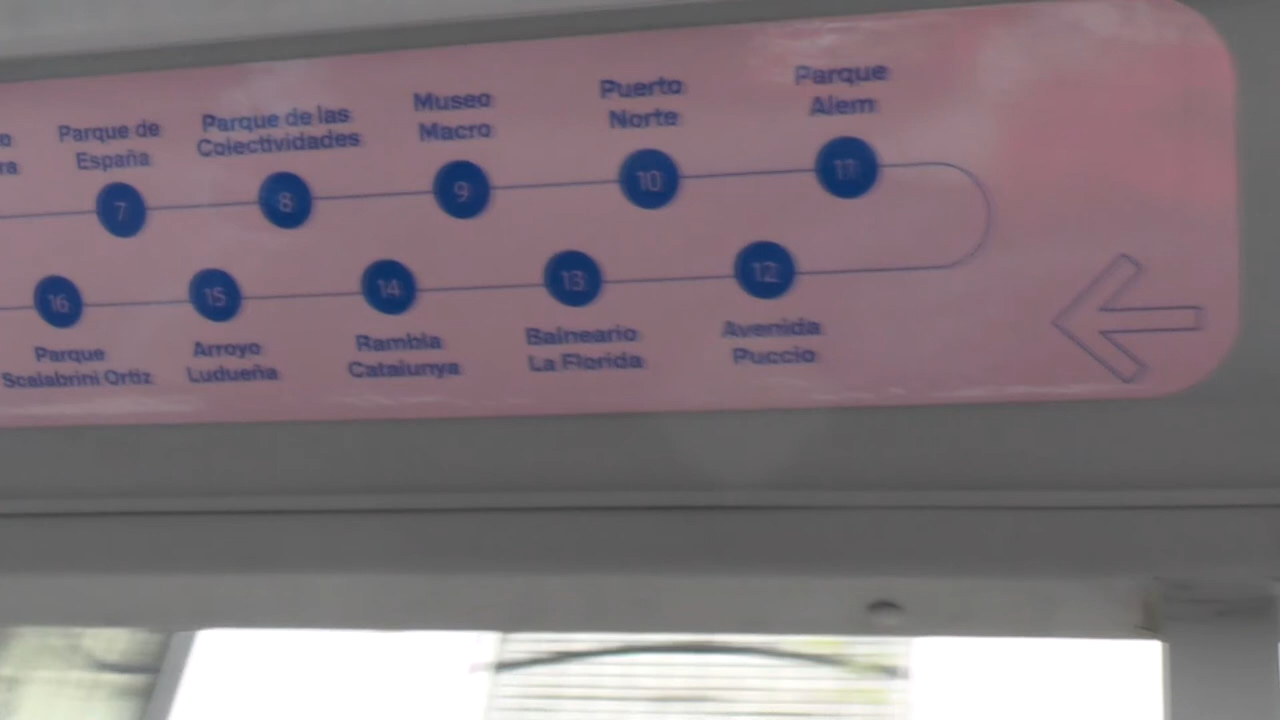 Parque de
España
7
Parque de las
Colectividades
8
Museo
Macro
9
Puerto
Norte
10
Parque
Alem
11
12
Avenida
Puccio
13
Balneario
La Florida
14
Rambla
Catalunya
15
Arroyo
Ludueña
16
Parque
Scalabrini Ortiz